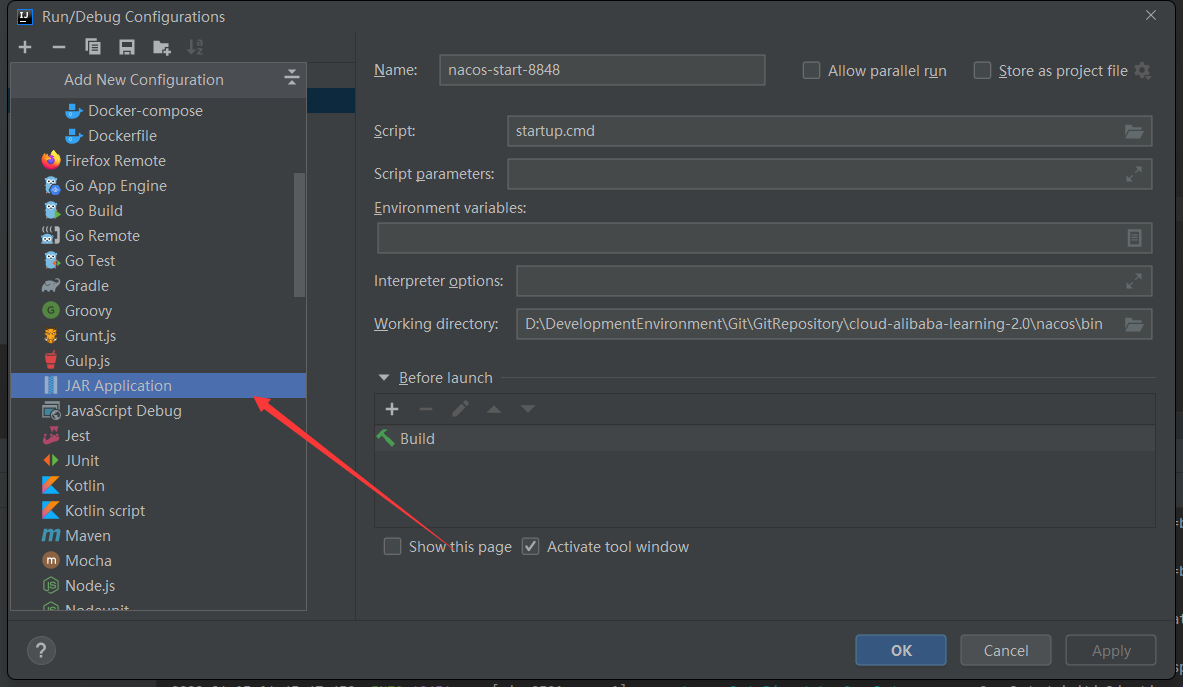 Run/Debug Configurations
Add New Configuration
Docker-compose
Dockerfile
Firefox Remote
Go App Engine
Go Build
Go Remote
Go Test
Gradle
Groovy
Grunt.js
Gulp.js
JAR Application
JavaScript Debug
Jest
JUnit
Kotlin
Kotlin script
Maven
Mocha
Node.js
Nodeunit
Name: nacos-start-8848
Allow parallel run
Store as project file
Script: startup.cmd
Script parameters:
Environment variables:
Interpreter options:
Working directory: D:\DevelopmentEnvironment\Git\GitRepository\cloud-alibaba-learning-2.0\nacos\bin
Before launch
Build
Show this page
Activate tool window
?
OK
Cancel
Apply